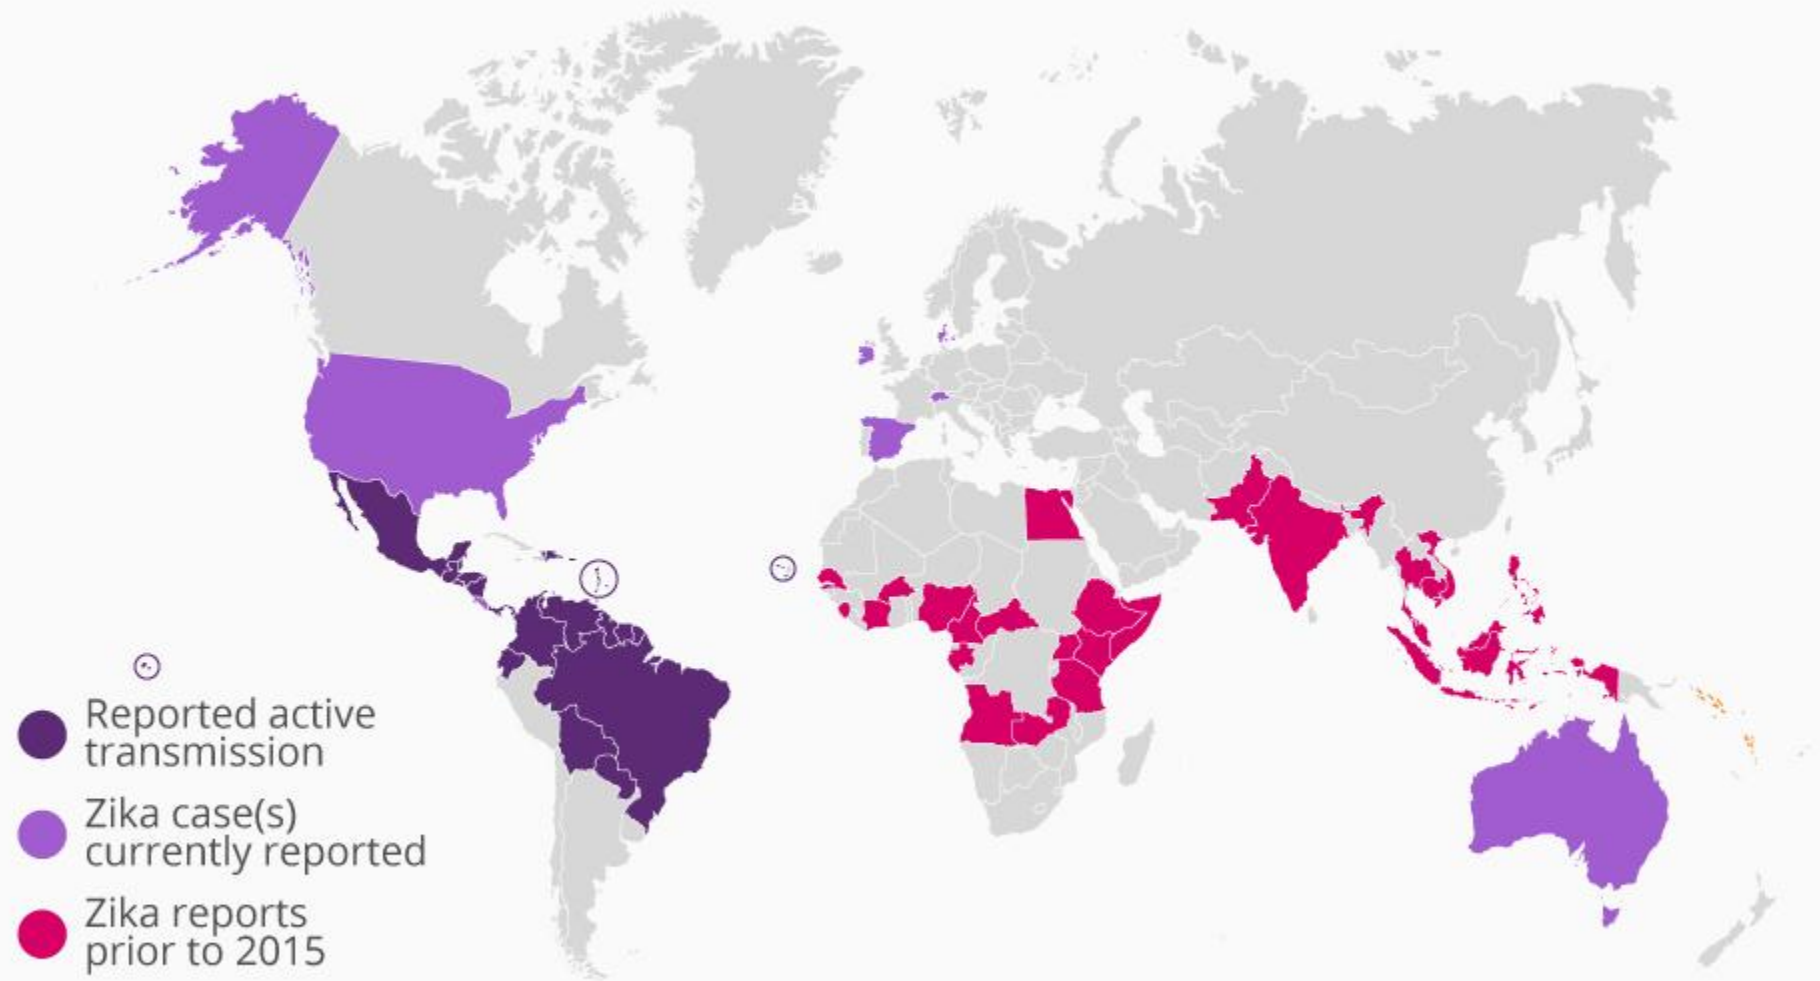 Reported active
transmission
Zika case(s)
currently reported
Zika reports
prior to 2015